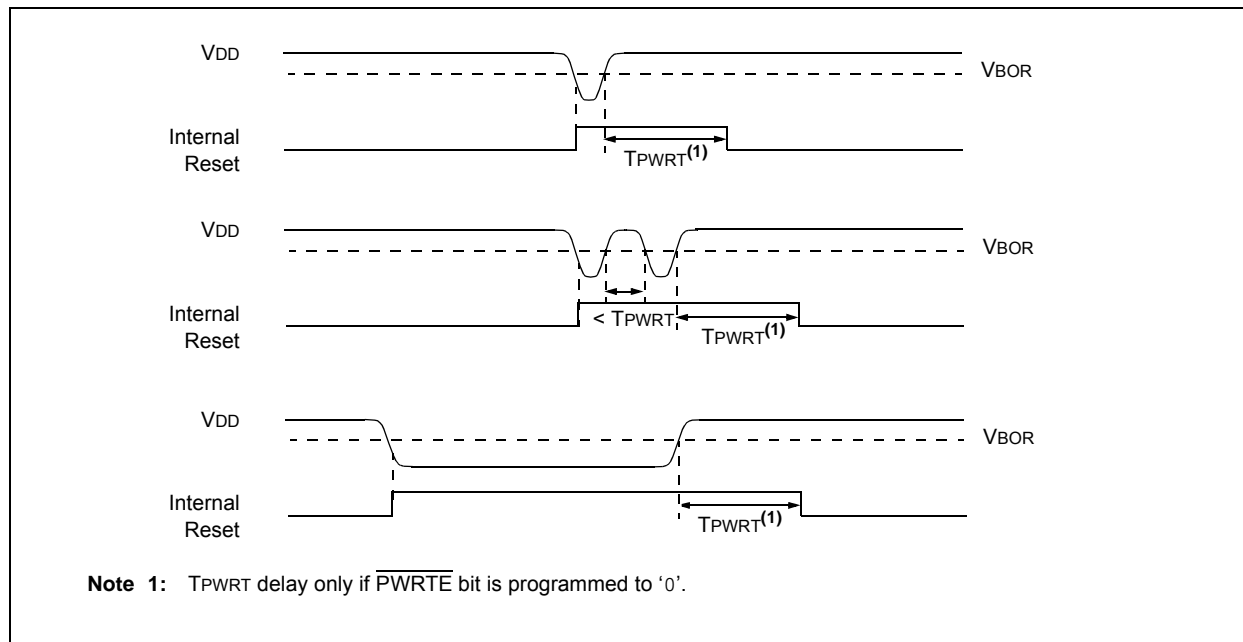 VDD
VBOR
Internal
Reset
TPWRT(1)
VDD
VBOR
Internal
Reset
< TPWRT
TPWRT(1)
VDD
VBOR
Internal
Reset
TPWRT(1)
Note 1: TPWRT delay only if PWRTE bit is programmed to ‘0’.